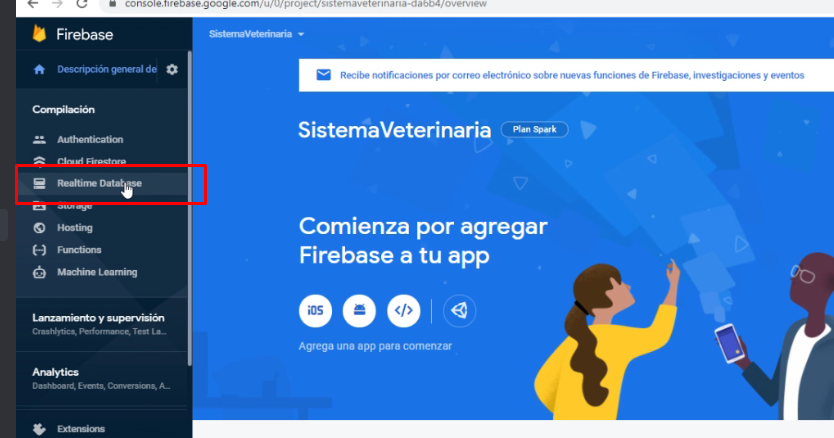 console.firebase.google.com/u/0/project/sistemaveterinaria-da6b4/overview
Firebase
Descripción general de
Compilación
Authentication
Cloud Firestore
Realtime Database
Storage
Hosting
Functions
Machine Learning
Lanzamiento y supervisión
Crashlytics, Performance, Test La...
Analytics
Dashboard, Events, Conversions, A...
Extensions
SistemaVeterinaria
Recibe notificaciones por correo electrónico sobre nuevas funciones de Firebase, investigaciones y eventos
SistemaVeterinaria Plan Spark
Comienza por agregar
Firebase a tu app
iOS </>
Agrega una app para comenzar